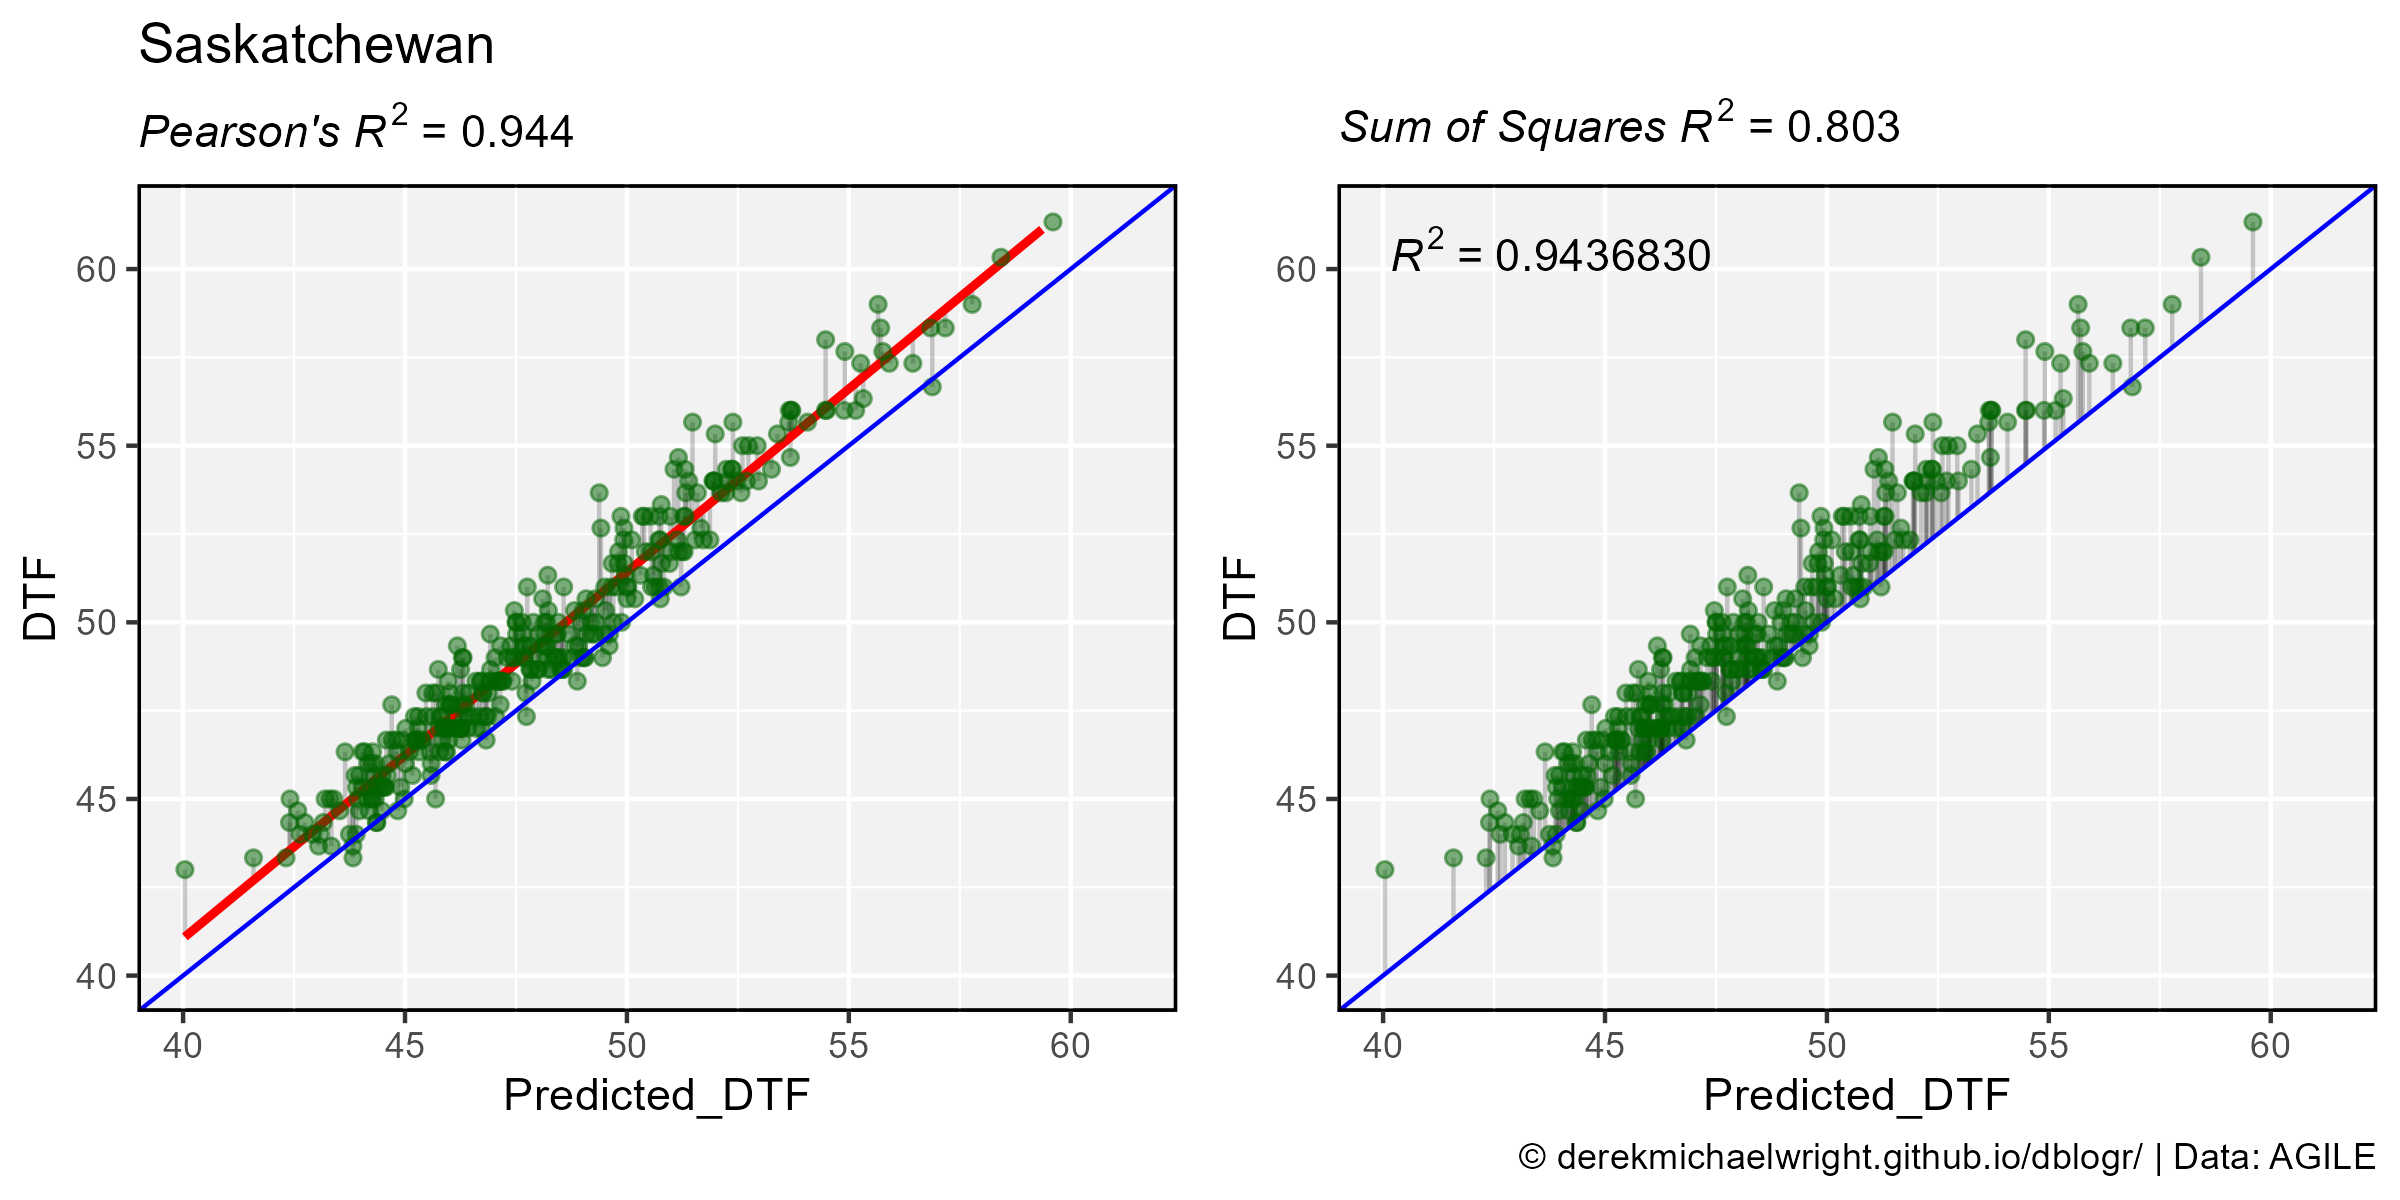 Saskatchewan
Pearson's R² = 0.944
60
55
50
45
40
DTF
40 45 50 55 60
Predicted_DTF
Sum of Squares R² = 0.803
R² = 0.9436830
60
55
50
45
40
DTF
40 45 50 55 60
Predicted_DTF
© derekmichaelwright.github.io/dblogr/ | Data: AGILE